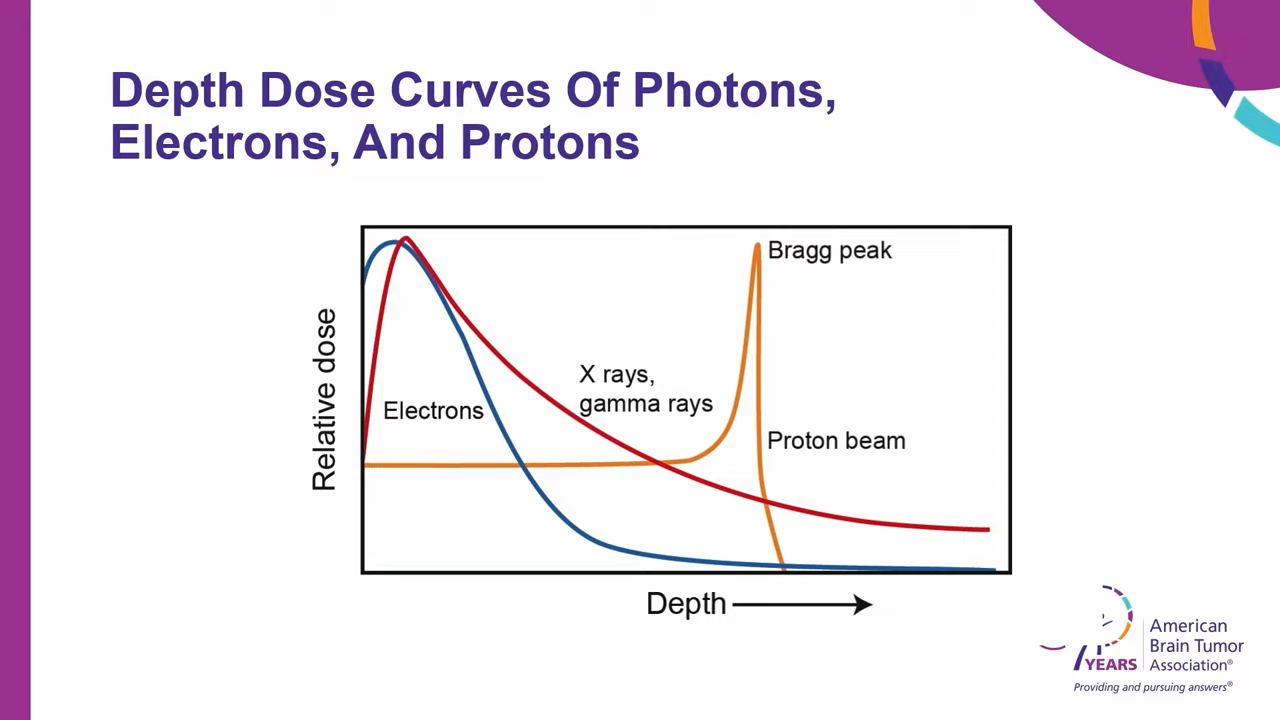 Depth Dose Curves Of Photons,
Electrons, And Protons
Bragg peak
X rays,
gamma rays
Electrons
Proton beam
Relative dose
Depth
YEARS
American
Brain Tumor
Association®
Providing and pursuing answers®